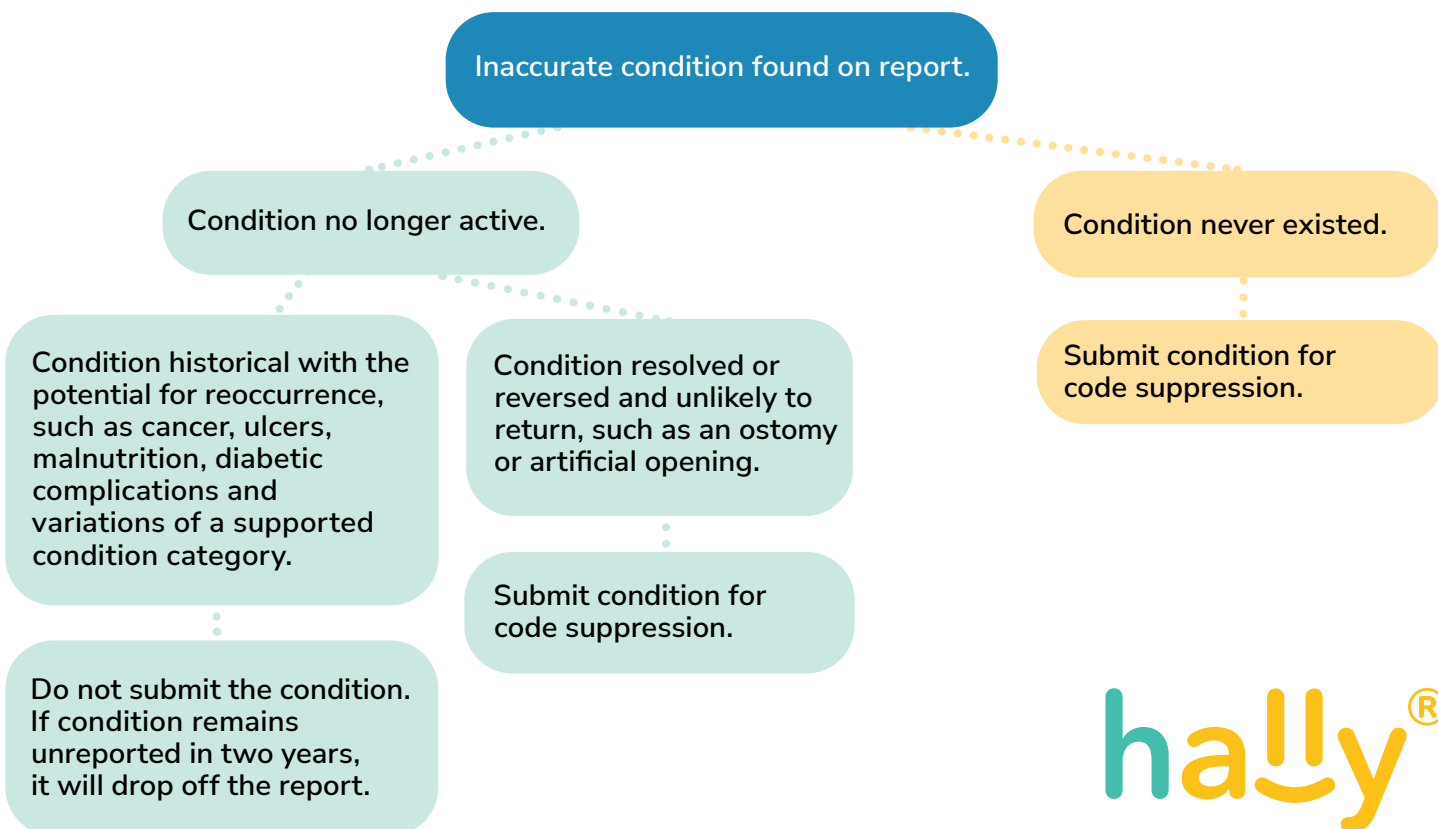 Inaccurate condition found on report.
Condition no longer active.
Condition never existed.
Condition historical with the
potential for reoccurrence,
such as cancer, ulcers,
malnutrition, diabetic
complications and
variations of a supported
condition category.
Condition resolved or
reversed and unlikely to
return, such as an ostomy
or artificial opening.
Submit condition for
code suppression.
Submit condition for
code suppression.
Do not submit the condition.
If condition remains
unreported in two years,
it will drop off the report.
hally®